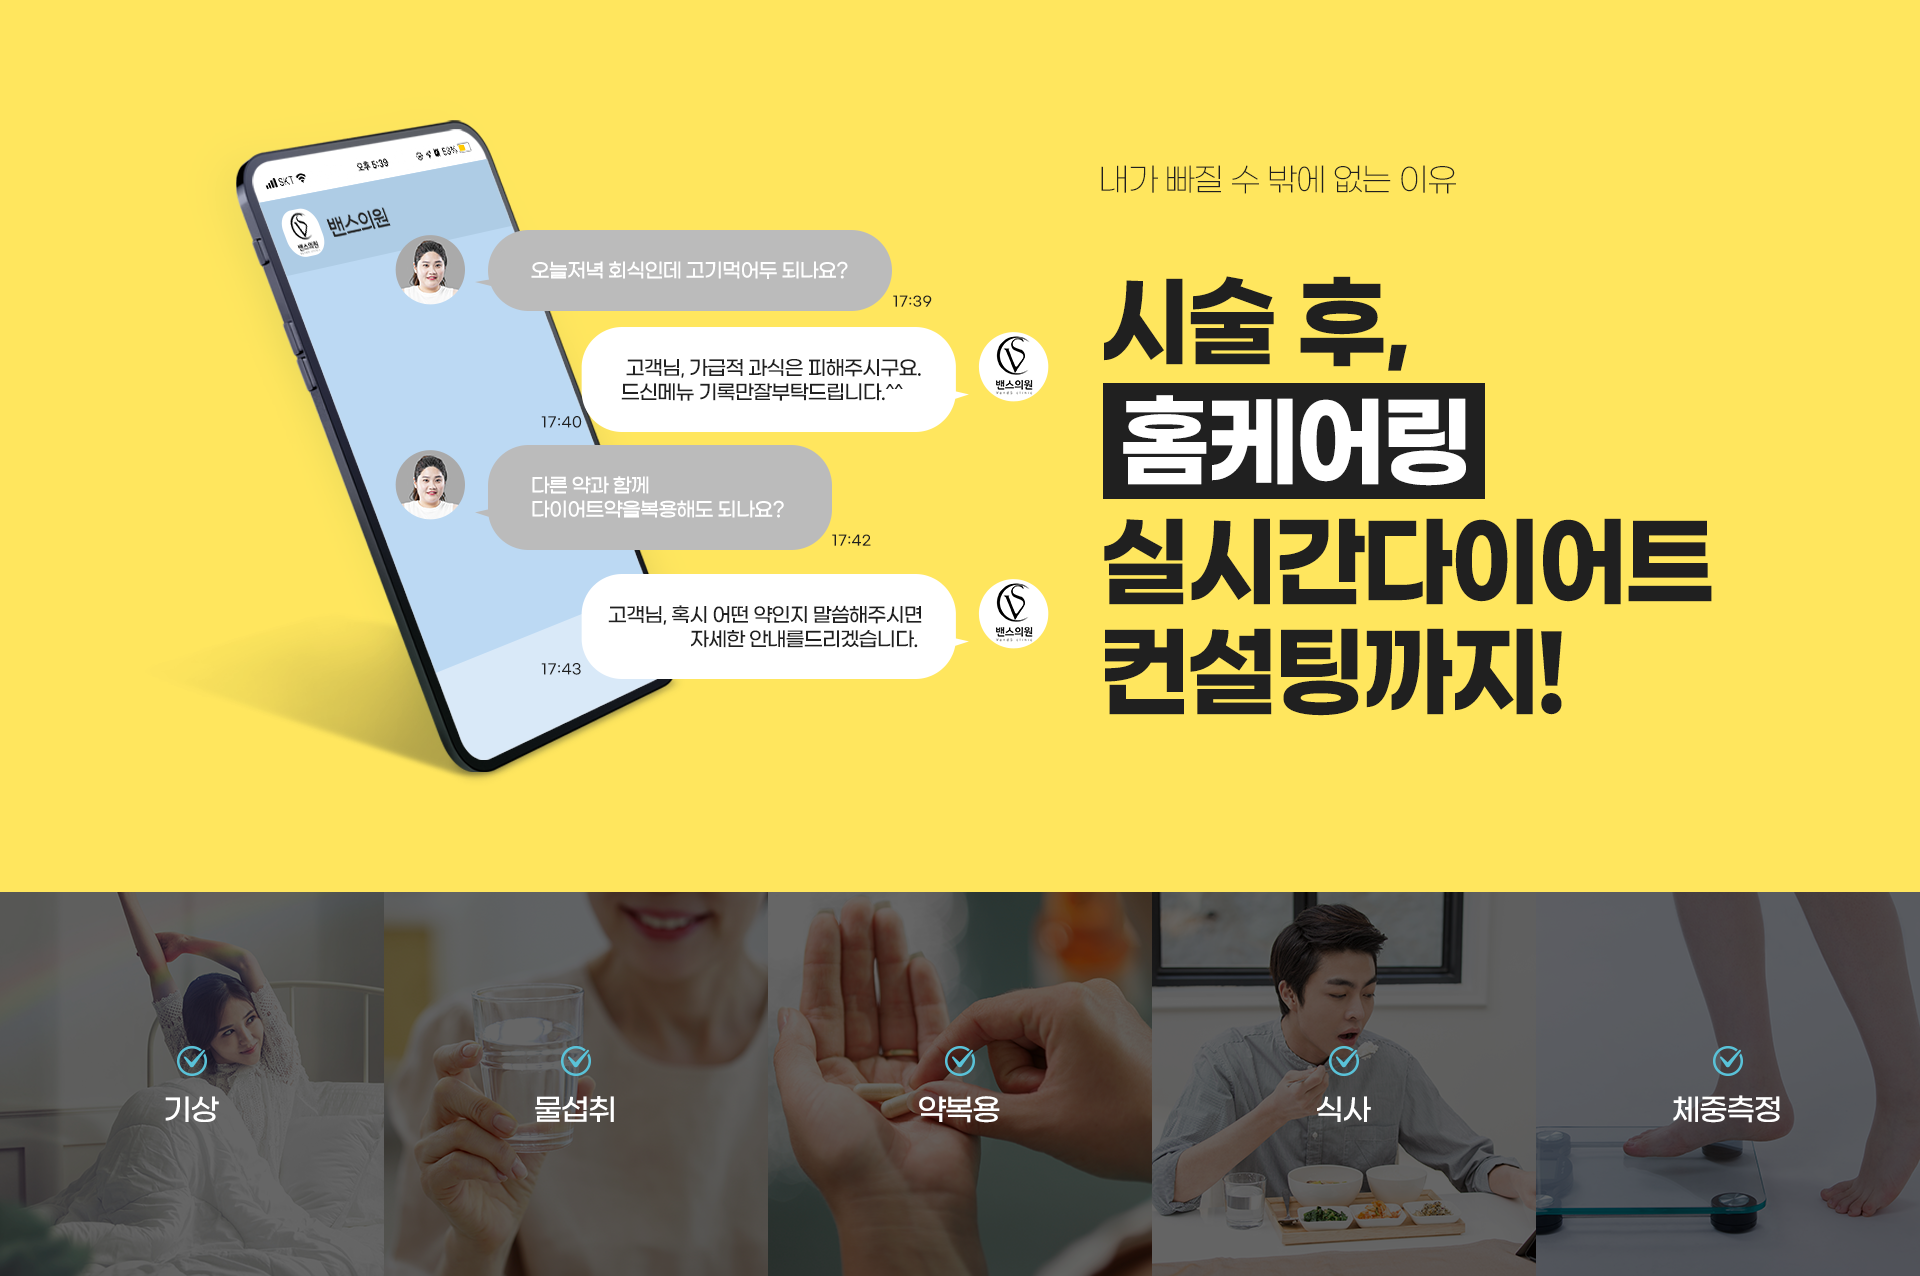 SKT 오후 5:39 53%
밴스의원
밴스의원
오늘저녁 회식인데 고기먹어두 되나요?
17:39
고객님, 가급적 과식은 피해주시구요.
드신메뉴 기록만잘부탁드립니다.^^
17:40
밴스의원
다른 약과 함께
다이어트약을복용해도 되나요?
17:42
고객님, 혹시 어떤 약인지 말씀해주시면
자세한 안내를드리겠습니다.
17:43
밴스의원
내가 빠질 수 밖에 없는 이유
시술 후,
홈케어링
실시간다이어트
컨설팅까지!
기상
물섭취
약복용
식사
체중측정